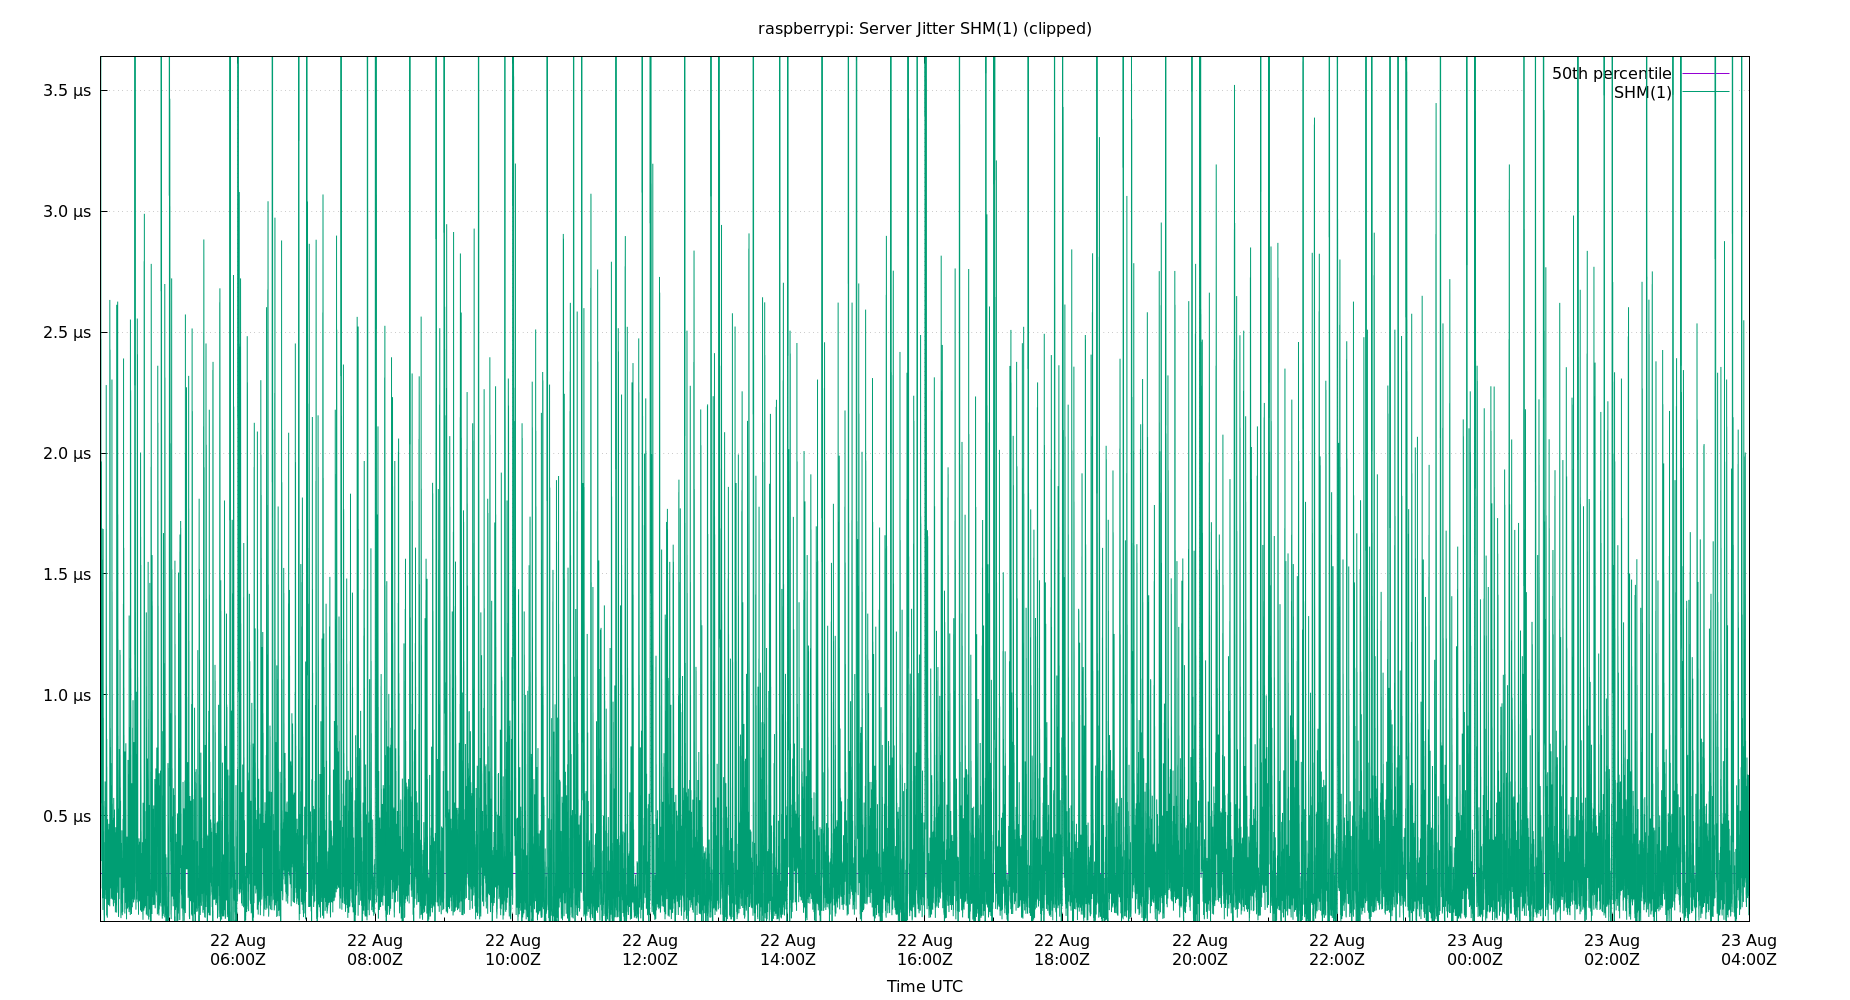 raspberrypi: Server Jitter SHM(1) (clipped)
50th percentile
SHM(1)
3.5 µs
3.0 µs
2.5 µs
2.0 µs
1.5 µs
1.0 µs
0.5 µs
22 Aug 22 Aug 22 Aug 22 Aug 22 Aug 22 Aug 22 Aug 22 Aug 22 Aug 23 Aug 23 Aug 23 Aug
06:00Z 08:00Z 10:00Z 12:00Z 14:00Z 16:00Z 18:00Z 20:00Z 22:00Z 00:00Z 02:00Z 04:00Z
Time UTC